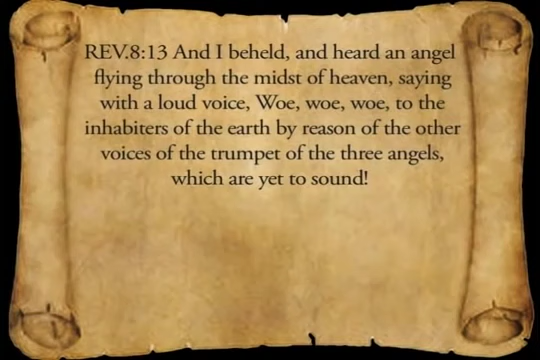 REV.8:13 And I beheld, and heard an angel
flying through the midst of heaven, saying
with a loud voice, Woe, woe, woe, to the
inhabiters of the earth by reason of the other
voices of the trumpet of the three angels,
which are yet to sound!